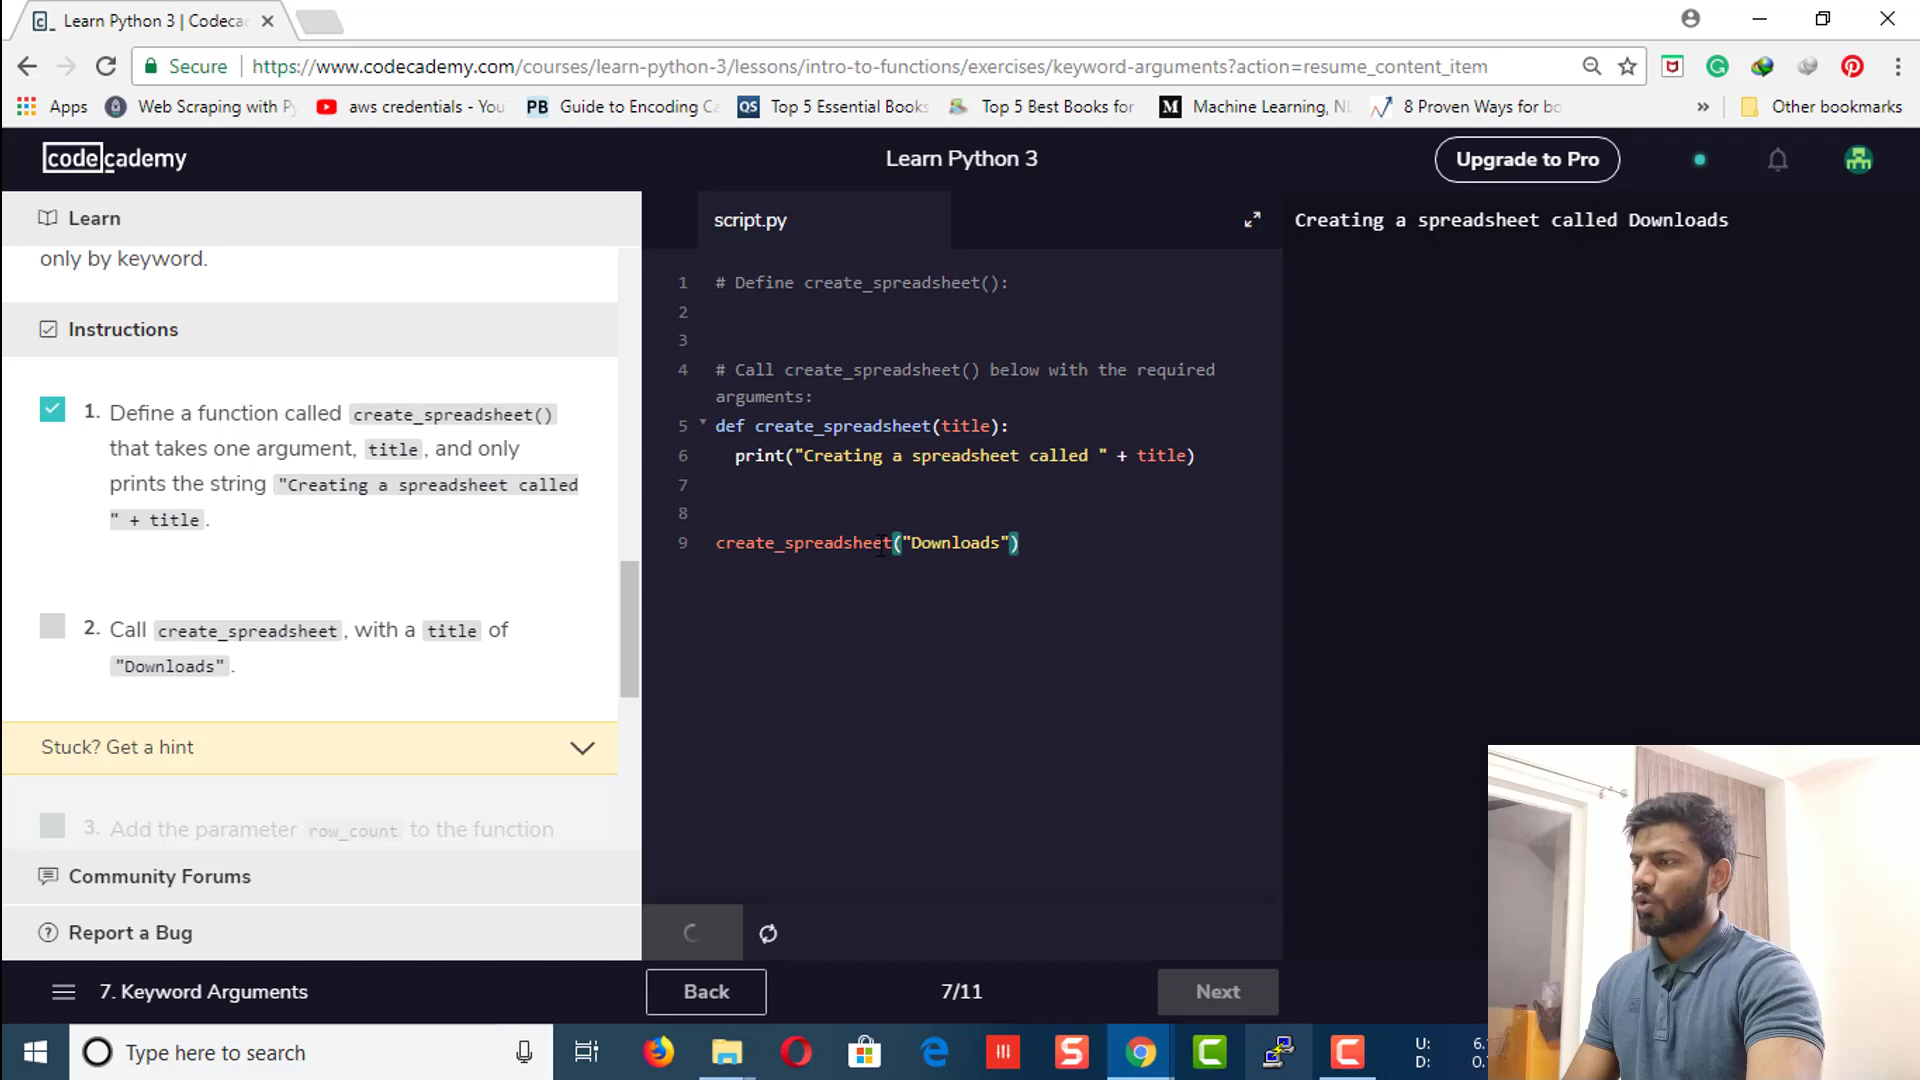 Learn Python 3 | Codeca
Secure
https://www.codecademy.com/courses/learn-python-3/lessons/intro-to-functions/exercises/keyword-arguments?action=resume_content_item
Apps
Web Scraping with Py
aws credentials - You
PB
Guide to Encoding Ca
QS
Top 5 Essential Books
Top 5 Best Books for
M
Machine Learning, NL
8 Proven Ways for bo
»
Other bookmarks
codecademy
Learn Python 3
Upgrade to Pro
Learn
only by keyword.
Instructions
1. Define a function called create_spreadsheet()
that takes one argument, title, and only
prints the string "Creating a spreadsheet called
" + title.
2. Call create_spreadsheet, with a title of
"Downloads".
Stuck? Get a hint
3. Add the parameter row_count to the function
Community Forums
Report a Bug
script.py
1 # Define create_spreadsheet():
2
3
4 # Call create_spreadsheet() below with the required
arguments:
5 def create_spreadsheet(title):
6 print("Creating a spreadsheet called " + title)
7
8
9 create_spreadsheet("Downloads")
Creating a spreadsheet called Downloads
7. Keyword Arguments
Back
7/11
Next
Type here to search
U: 6.
D: 0.